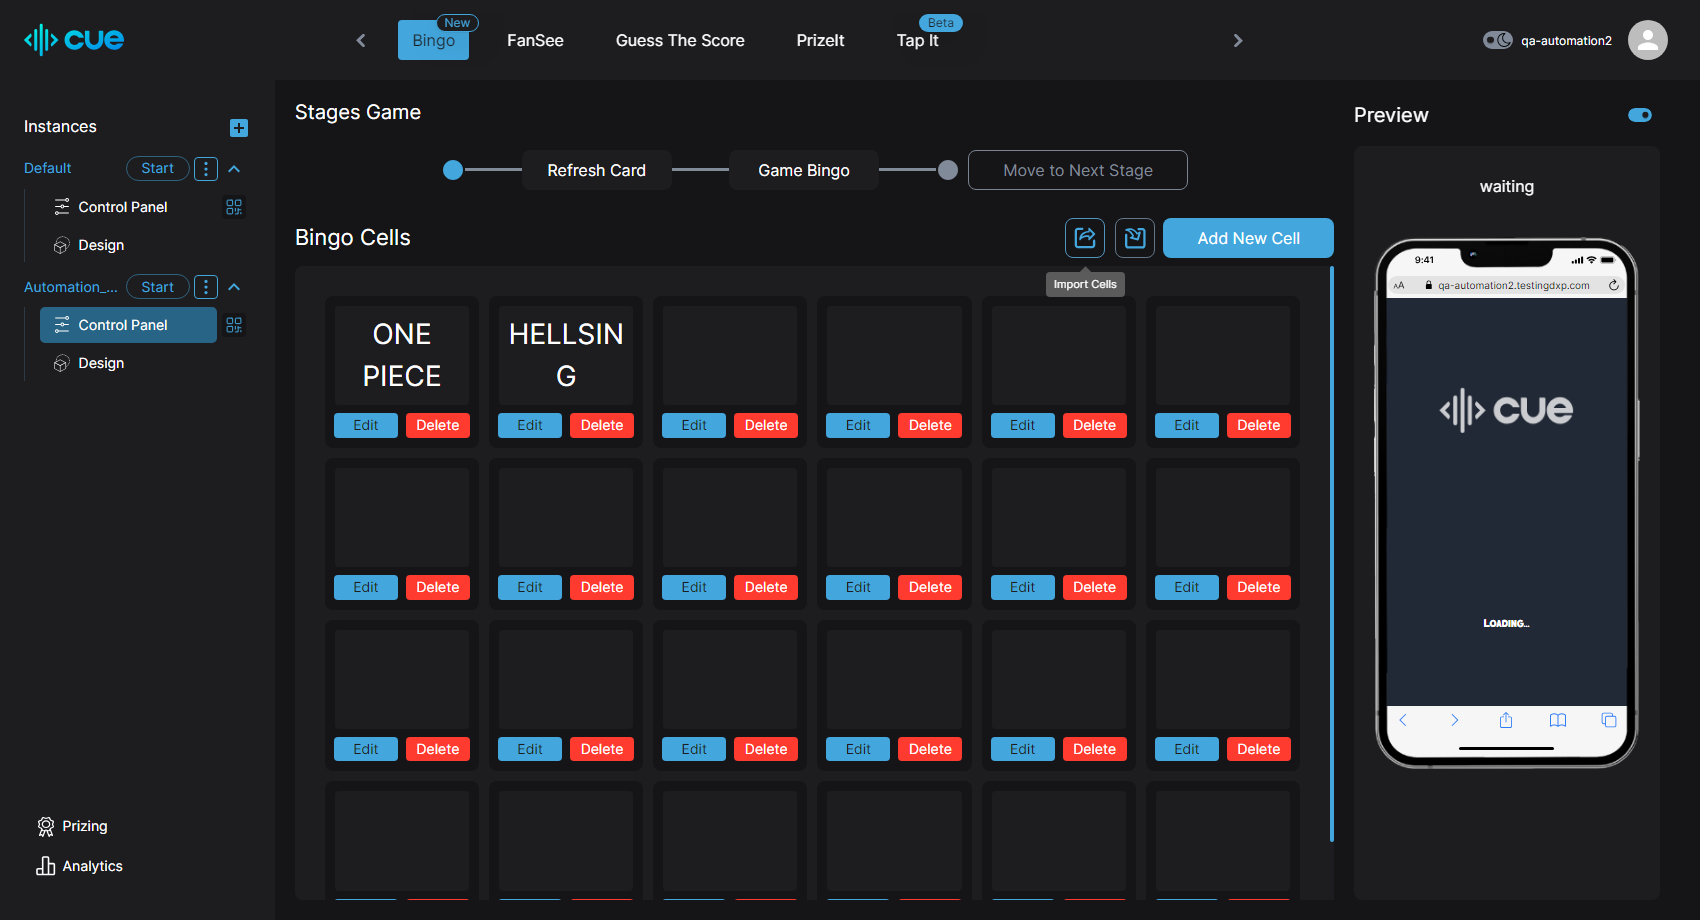 cue
Bingo
New
FanSee
Guess The Score
PrizeIt
Tap It
Beta
qa-automation2
Instances
Default
Start
Control Panel
Design
Automation_...
Start
Control Panel
Design
Prizing
Analytics
Stages Game
Refresh Card
Game Bingo
Move to Next Stage
Bingo Cells
Add New Cell
Import Cells
ONE
PIECE
HELLSIN
G
Edit Delete Edit Delete Edit Delete Edit Delete Edit Delete Edit Delete
Edit Delete Edit Delete Edit Delete Edit Delete Edit Delete Edit Delete
Edit Delete Edit Delete Edit Delete Edit Delete Edit Delete Edit Delete
Preview
waiting
9:41
AA qa-automation2.testingdxp.com
cue
LOADING...